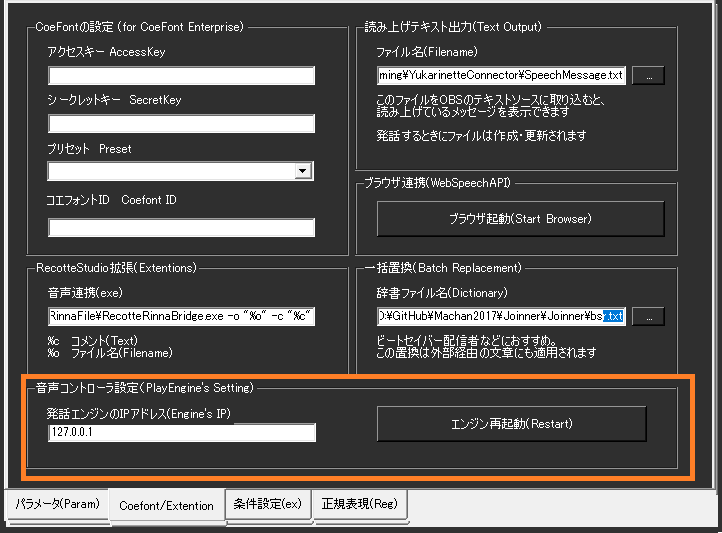 CoeFontの設定 (for CoeFont Enterprise)
アクセスキー AccessKey
シークレットキー SecretKey
プリセット Preset
コエフォントID Coefont ID
読み上げテキスト出力(Text Output)
ファイル名(Filename)
ming¥YukarinetteConnector¥SpeechMessage.txt
...
このファイルをOBSのテキストソースに取り込むと、
読み上げているメッセージを表示できます
発話するときにファイルは作成・更新されます
ブラウザ連携(WebSpeechAPI)
ブラウザ起動(Start Browser)
RecotteStudio拡張(Extentions)
音声連携(exe)
RinnaFile¥RecotteRinnaBridge.exe -o "%o" -c "%c"
%c コメント(Text)
%o ファイル名(Filename)
一括置換(Batch Replacement)
辞書ファイル名(Dictionary)
D:¥GitHub¥Machan2017¥Joinner¥Joinner¥bsr.txt
...
ビートセイバー配信者などにおすすめ。
この置換は外部経由の文章にも適用されます
音声コントローラ設定(PlayEngine's Setting)
発話エンジンのIPアドレス(Engine's IP)
127.0.0.1
エンジン再起動(Restart)
パラメータ(Param)
Coefont/Extention
条件設定(ex)
正規表現(Reg)